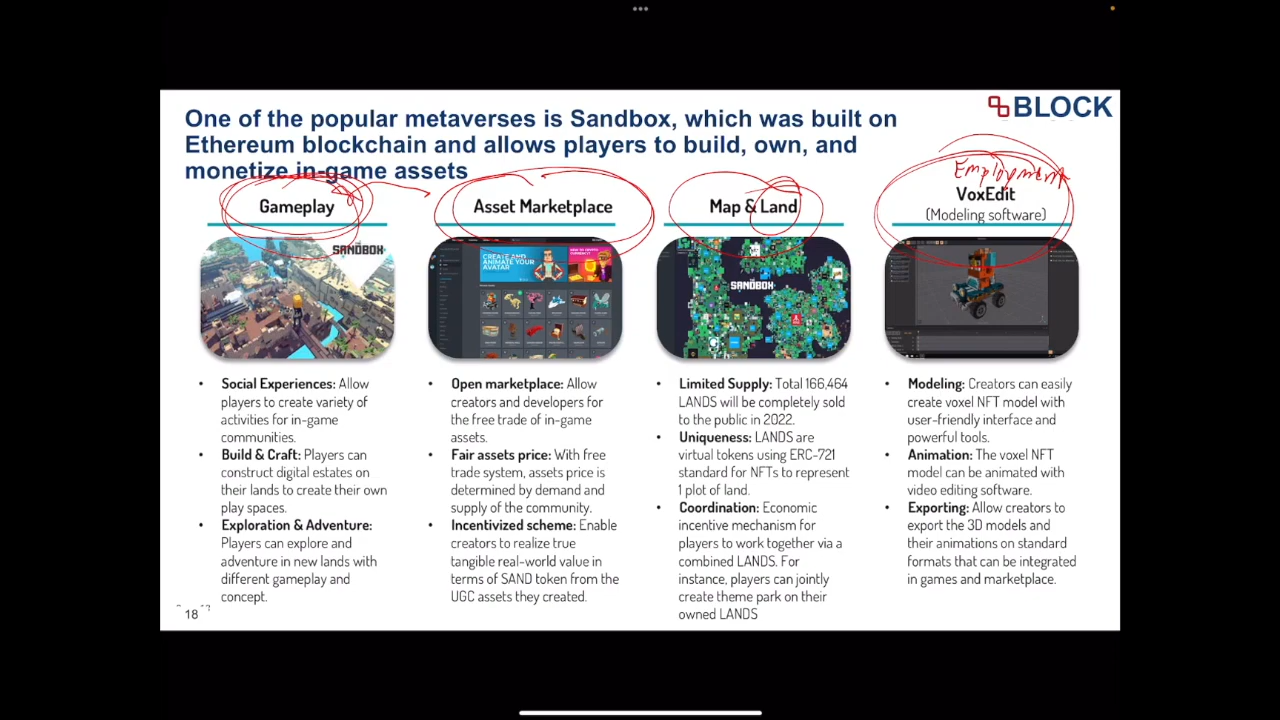 One of the popular metaverses is Sandbox, which was built on
Ethereum blockchain and allows players to build, own, and
monetize in-game assets
BLOCK
Gameplay
SANDBOX
• Social Experiences: Allow
players to create variety of
activities for in-game
communities.
• Build & Craft: Players can
construct digital estates on
their lands to create their own
play spaces.
• Exploration & Adventure:
Players can explore and
adventure in new lands with
different gameplay and
concept.
Asset Marketplace
CREATE AND
ANIMATE YOUR
AVATAR
• Open marketplace: Allow
creators and developers for
the free trade of in-game
assets.
• Fair assets price: With free
trade system, assets price is
determined by demand and
supply of the community.
• Incentivized scheme: Enable
creators to realize true
tangible real-world value in
terms of SAND token from the
UGC assets they created.
Map & Land
SANDBOX
• Limited Supply: Total 166,464
LANDS will be completely sold
to the public in 2022.
• Uniqueness: LANDS are
virtual tokens using ERC-721
standard for NFTs to represent
1 plot of land.
• Coordination: Economic
incentive mechanism for
players to work together via a
combined LANDS. For
instance, players can jointly
create theme park on their
owned LANDS
Employment
VoxEdit
(Modeling software)
• Modeling: Creators can easily
create voxel NFT model with
user-friendly interface and
powerful tools.
• Animation: The voxel NFT
model can be animated with
video editing software.
• Exporting: Allow creators to
export the 3D models and
their animations on standard
formats that can be integrated
in games and marketplace.
18